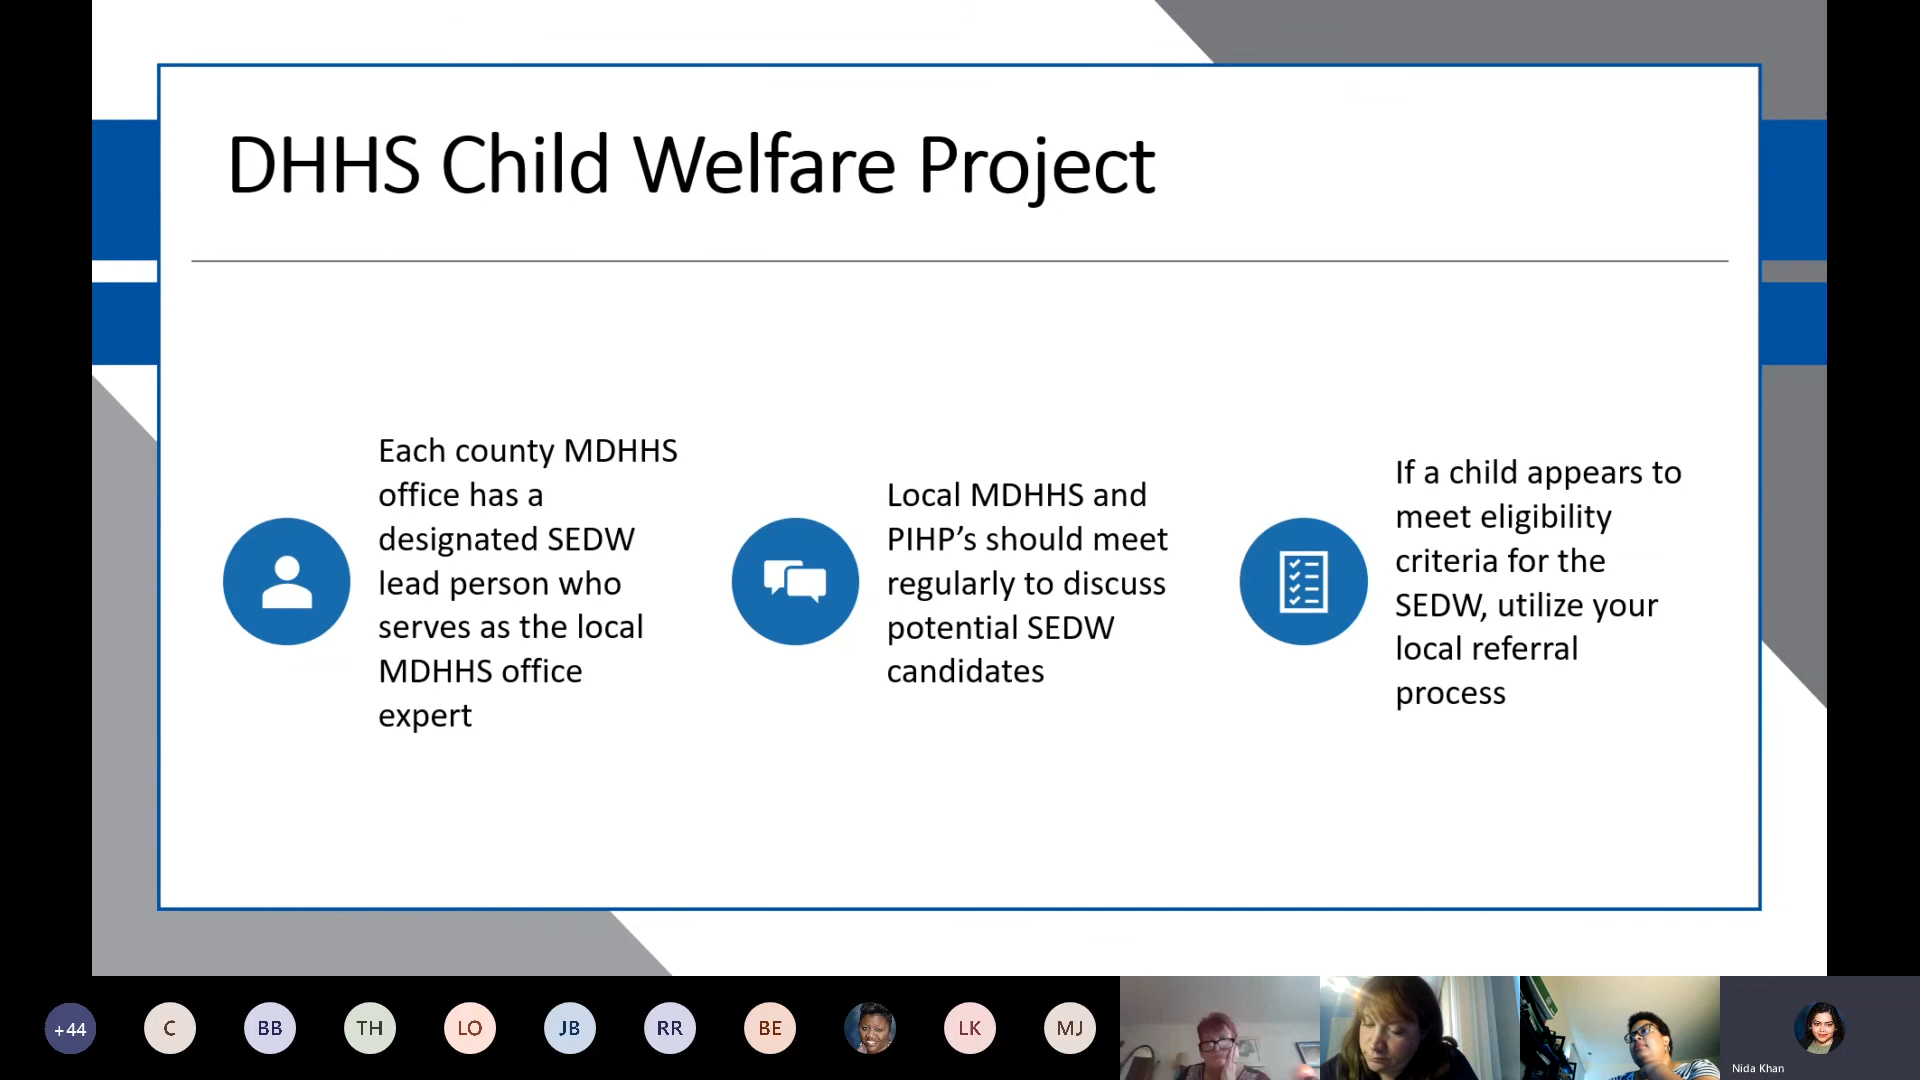 DHHS Child Welfare Project
Each county MDHHS
office has a
designated SEDW
lead person who
serves as the local
MDHHS office
expert
Local MDHHS and
PIHP’s should meet
regularly to discuss
potential SEDW
candidates
If a child appears to
meet eligibility
criteria for the
SEDW, utilize your
local referral
process
+44
C
BB
TH
LO
JB
RR
BE
LK
MJ
Nida Khan